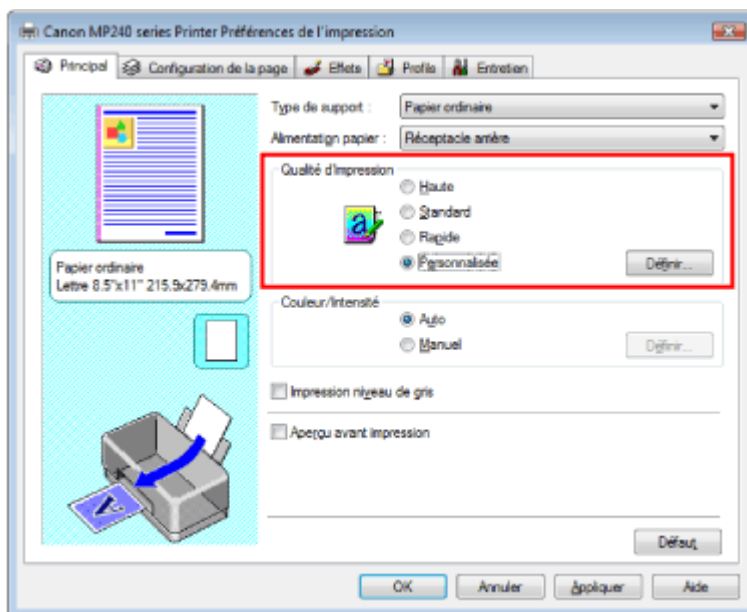 Canon MP240 series Printer Préférences de l'impression
Principal Configuration de la page Effets Profils Entretien
Type de support : Papier ordinaire
Alimentation papier : Réceptacle arrière
Qualité d'impression
Haute
Standard
Rapide
Personnalisée Définir...
Papier ordinaire
Lettre 8.5"x11" 215.9x279.4mm
Couleur/Intensité
Auto
Manuel Définir...
Impression niveau de gris
Aperçu avant impression
Défaut
OK Annuler Appliquer Aide